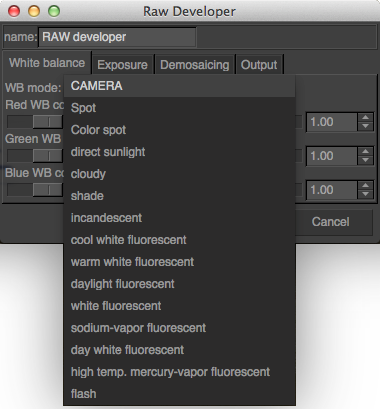 Raw Developer
name: RAW developer
White balance Exposure Demosaicing Output
WB mode:
CAMERA
Red WB co 1.00
Spot
Color spot
Green WB 1.00
direct sunlight
cloudy
Blue WB co 1.00
shade
incandescent
Cancel
cool white fluorescent
warm white fluorescent
daylight fluorescent
white fluorescent
sodium-vapor fluorescent
day white fluorescent
high temp. mercury-vapor fluorescent
flash